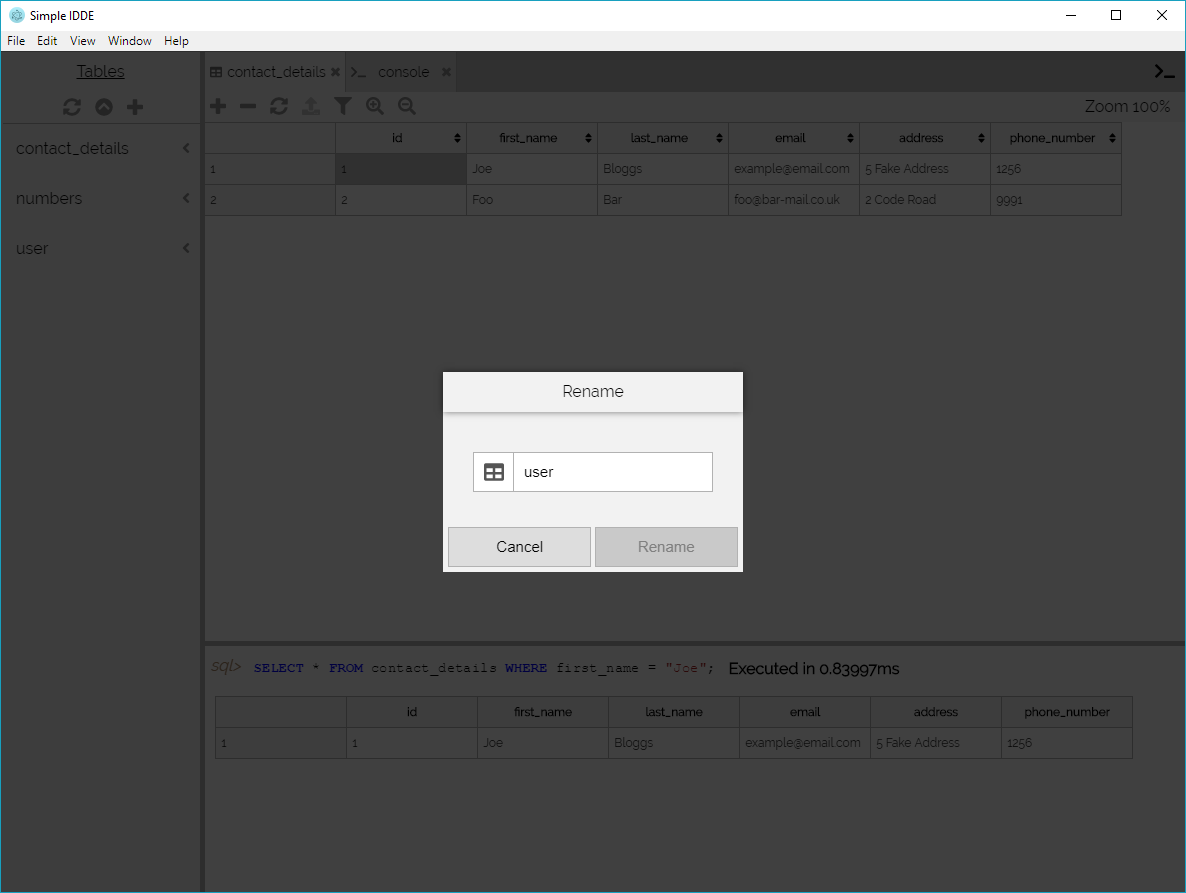 Simple IDDE
File Edit View Window Help
Tables
contact_details
numbers
user
contact_details console
Zoom 100%
id first_name last_name email address phone_number
1 1 Joe Bloggs example@email.com 5 Fake Address 1256
2 2 Foo Bar foo@bar-mail.co.uk 2 Code Road 9991
Rename
user
Cancel Rename
sql> SELECT * FROM contact_details WHERE first_name = "Joe"; Executed in 0.83997ms
id first_name last_name email address phone_number
1 1 Joe Bloggs example@email.com 5 Fake Address 1256